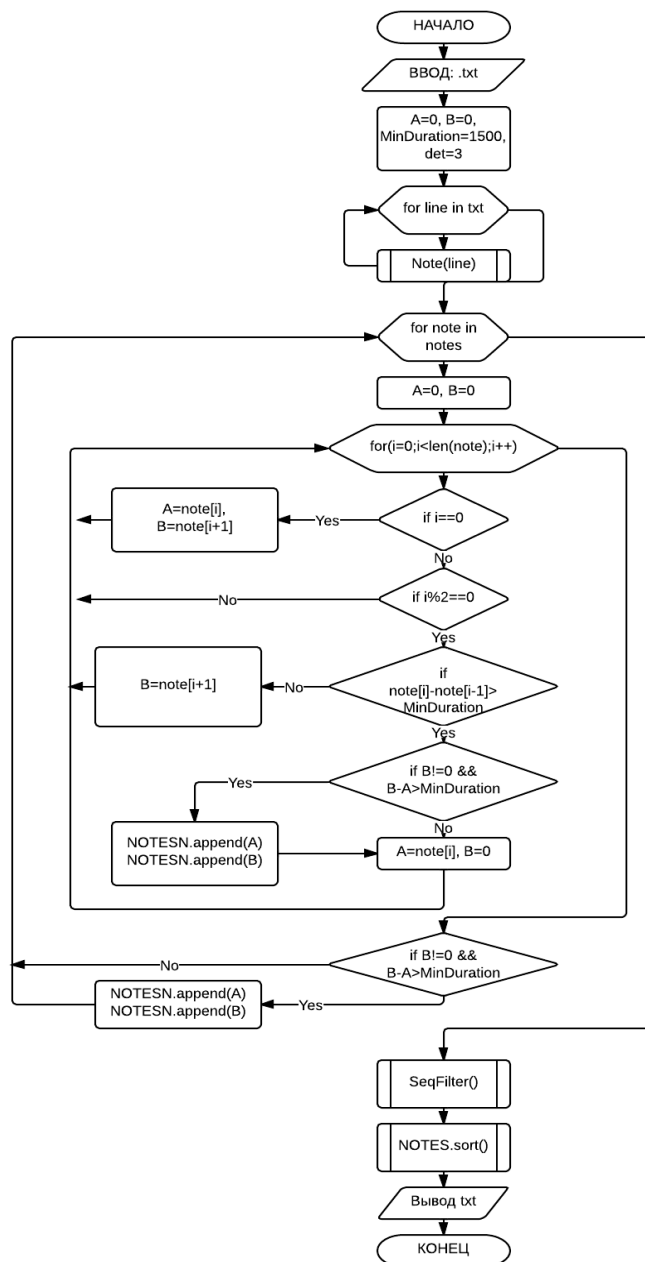 НАЧАЛО
ВВОД: .txt
A=0, B=0,
MinDuration=1500,
det=3
for line in txt
Note(line)
for note in
notes
A=0, B=0
for(i=0;i<len(note);i++)
if i==0
Yes
A=note[i],
B=note[i+1]
No
if i%2==0
No
Yes
if
note[i]-note[i-1]>
MinDuration
No
B=note[i+1]
Yes
if B!=0 &&
B-A>MinDuration
Yes
No
NOTESN.append(A)
NOTESN.append(B)
A=note[i], B=0
if B!=0 &&
B-A>MinDuration
No
Yes
NOTESN.append(A)
NOTESN.append(B)
SeqFilter()
NOTES.sort()
Вывод txt
КОНЕЦ